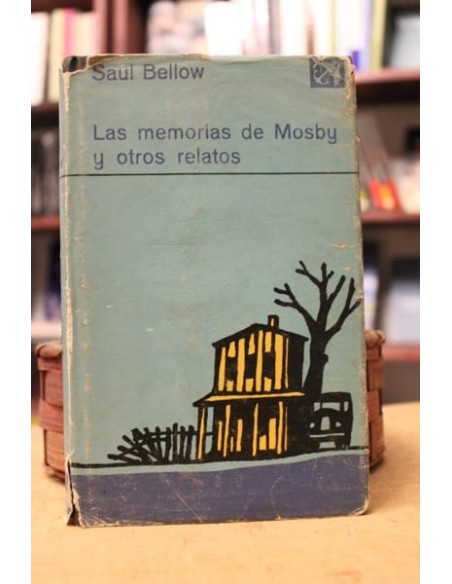 Saul Bellow
Las memorias de Mosby
y otros relatos